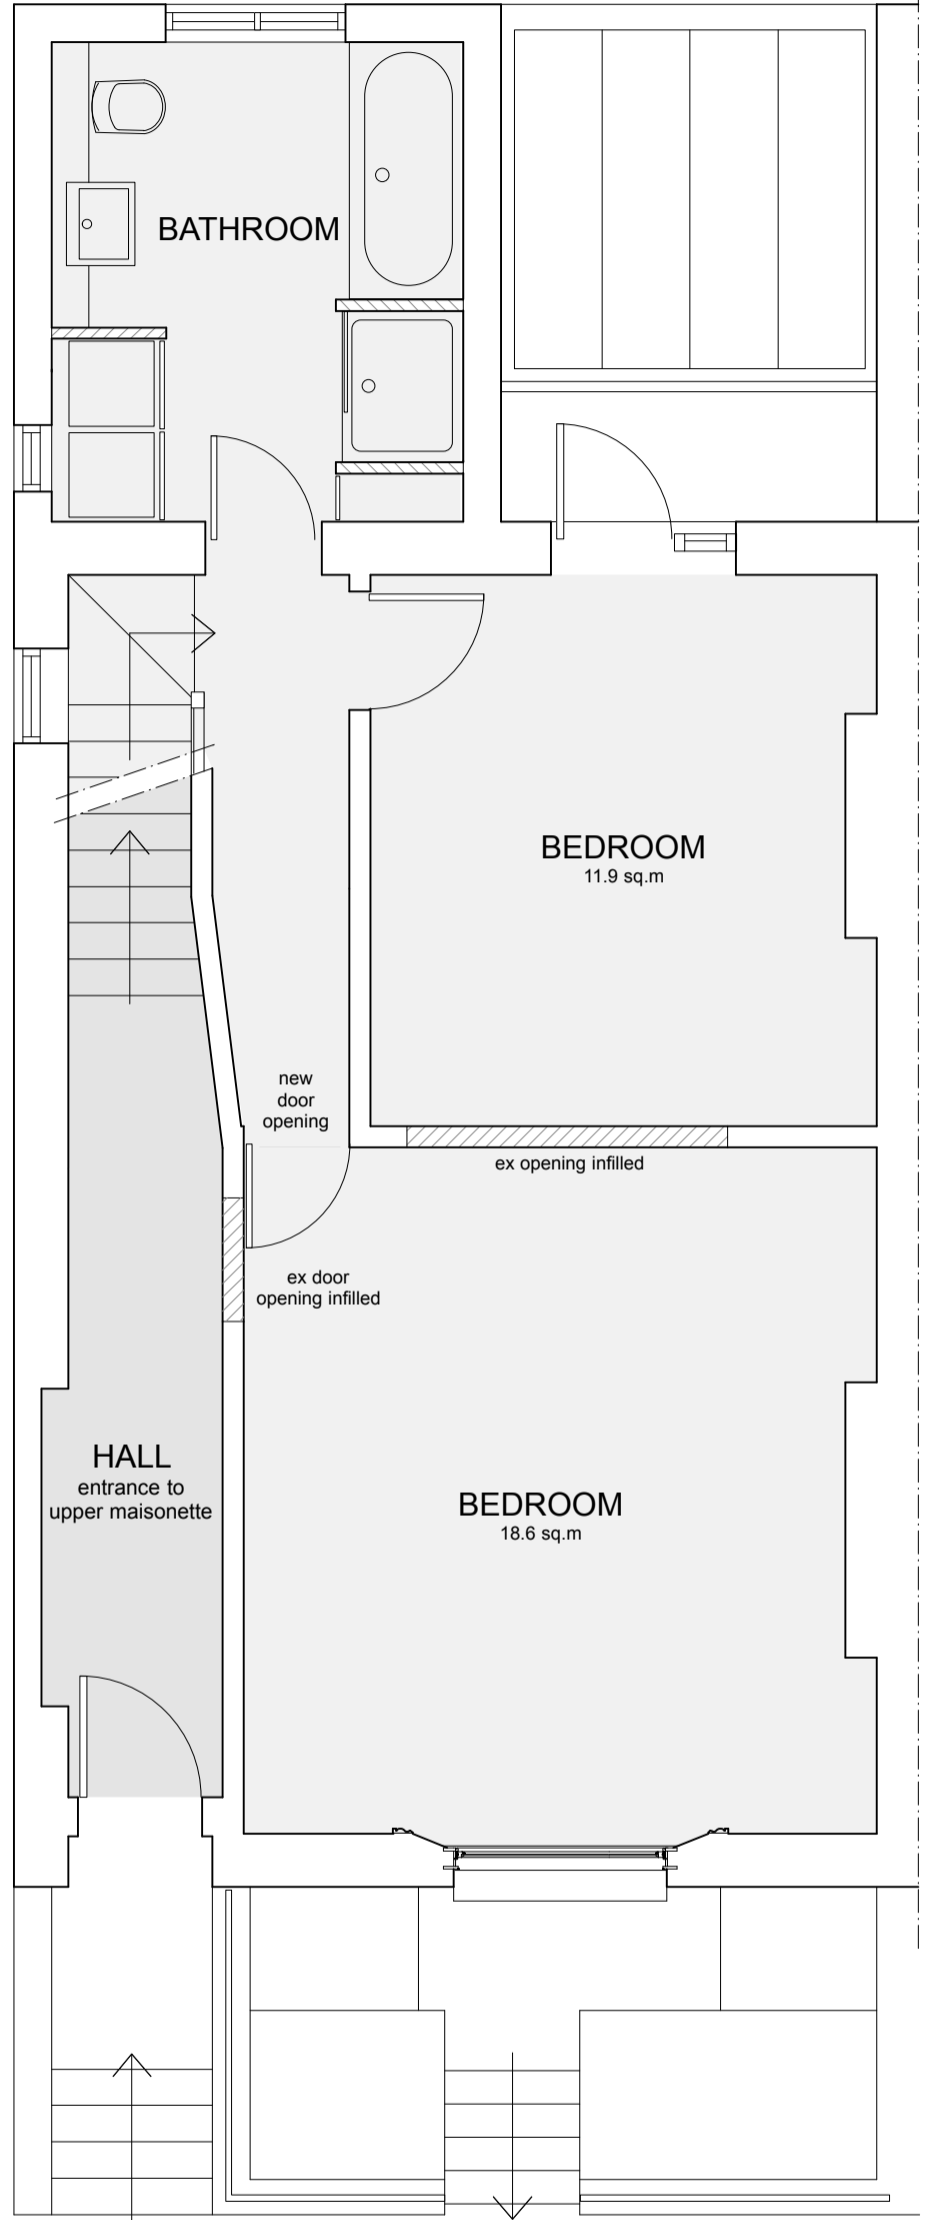 BATHROOM
BEDROOM
11.9 sq.m
new
door
opening
ex opening infilled
ex door
opening infilled
HALL
entrance to
upper maisonette
BEDROOM
18.6 sq.m